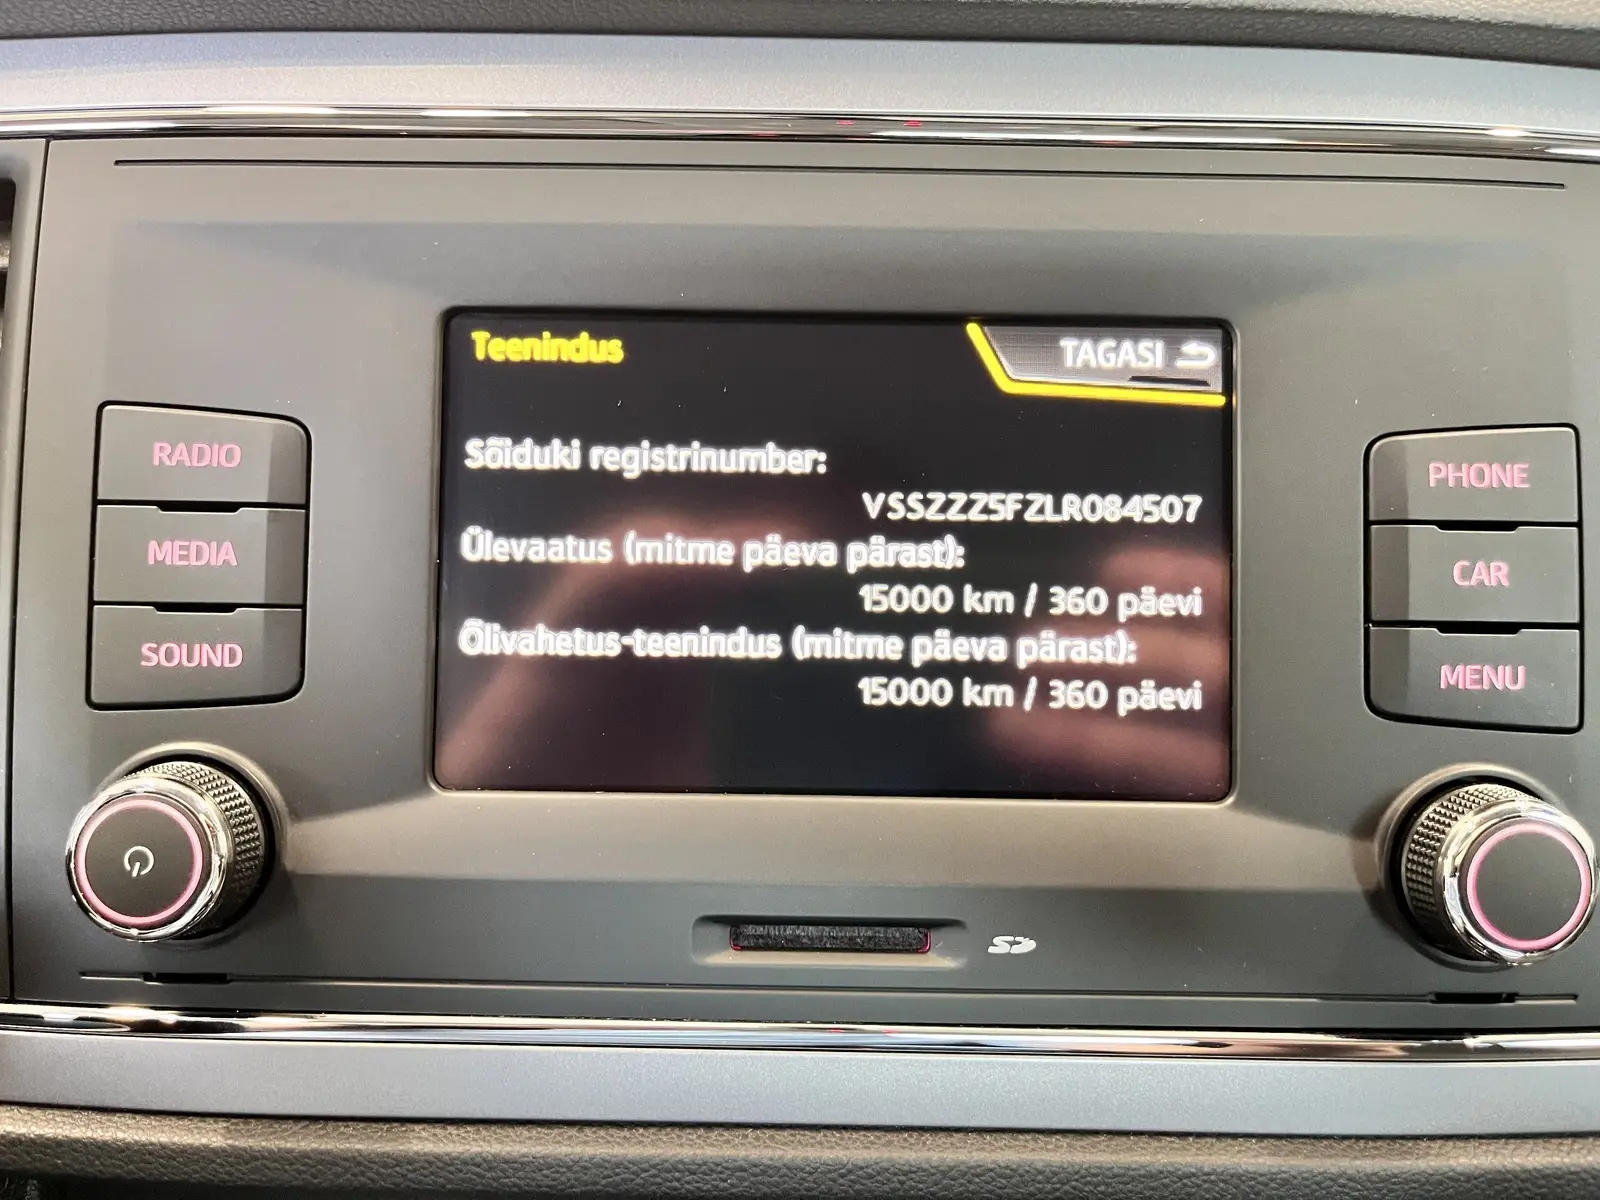 Teenindus
TAGASI
Sõiduki registrinumber:
VSSZZZ5FZLR084507
Ülevaatus (mitme päeva pärast):
15000 km / 360 päevi
Õlivahetus-teenindus (mitme päeva pärast):
15000 km / 360 päevi
RADIO
MEDIA
SOUND
PHONE
CAR
MENU
SD